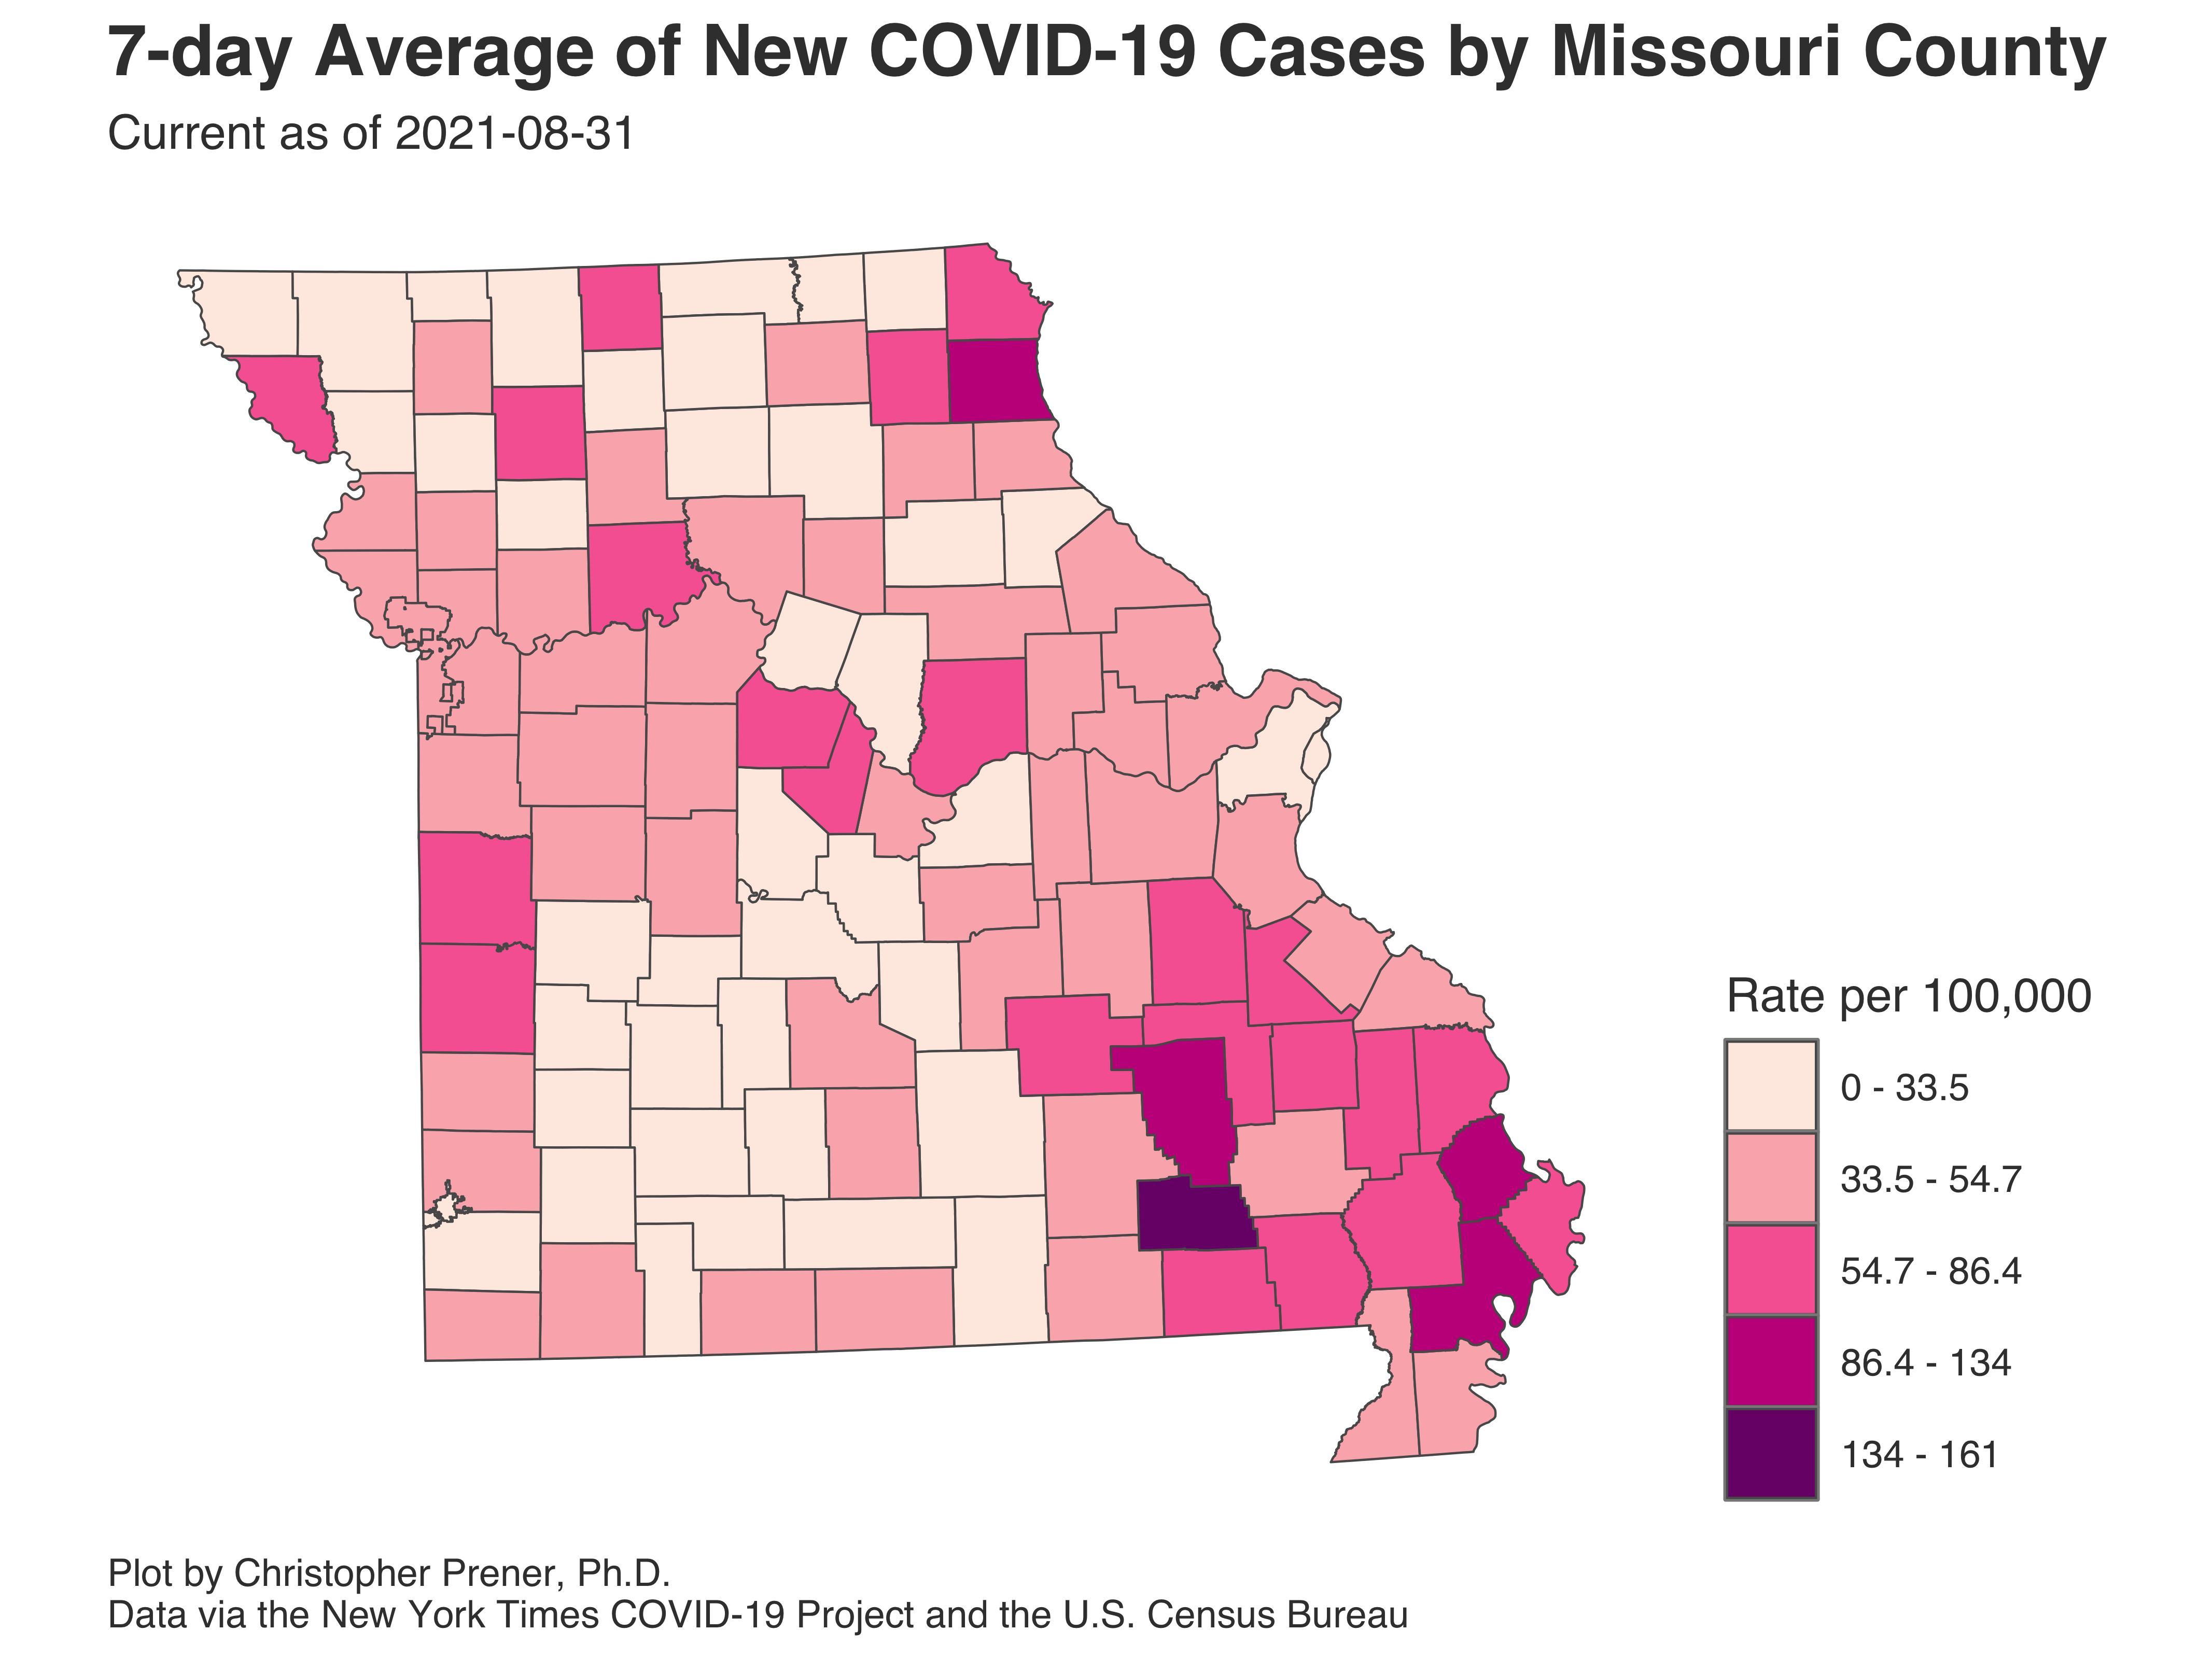 7-day Average of New COVID-19 Cases by Missouri County
Current as of 2021-08-31
Rate per 100,000
0 - 33.5
33.5 - 54.7
54.7 - 86.4
86.4 - 134
134 - 161
Plot by Christopher Prener, Ph.D.
Data via the New York Times COVID-19 Project and the U.S. Census Bureau